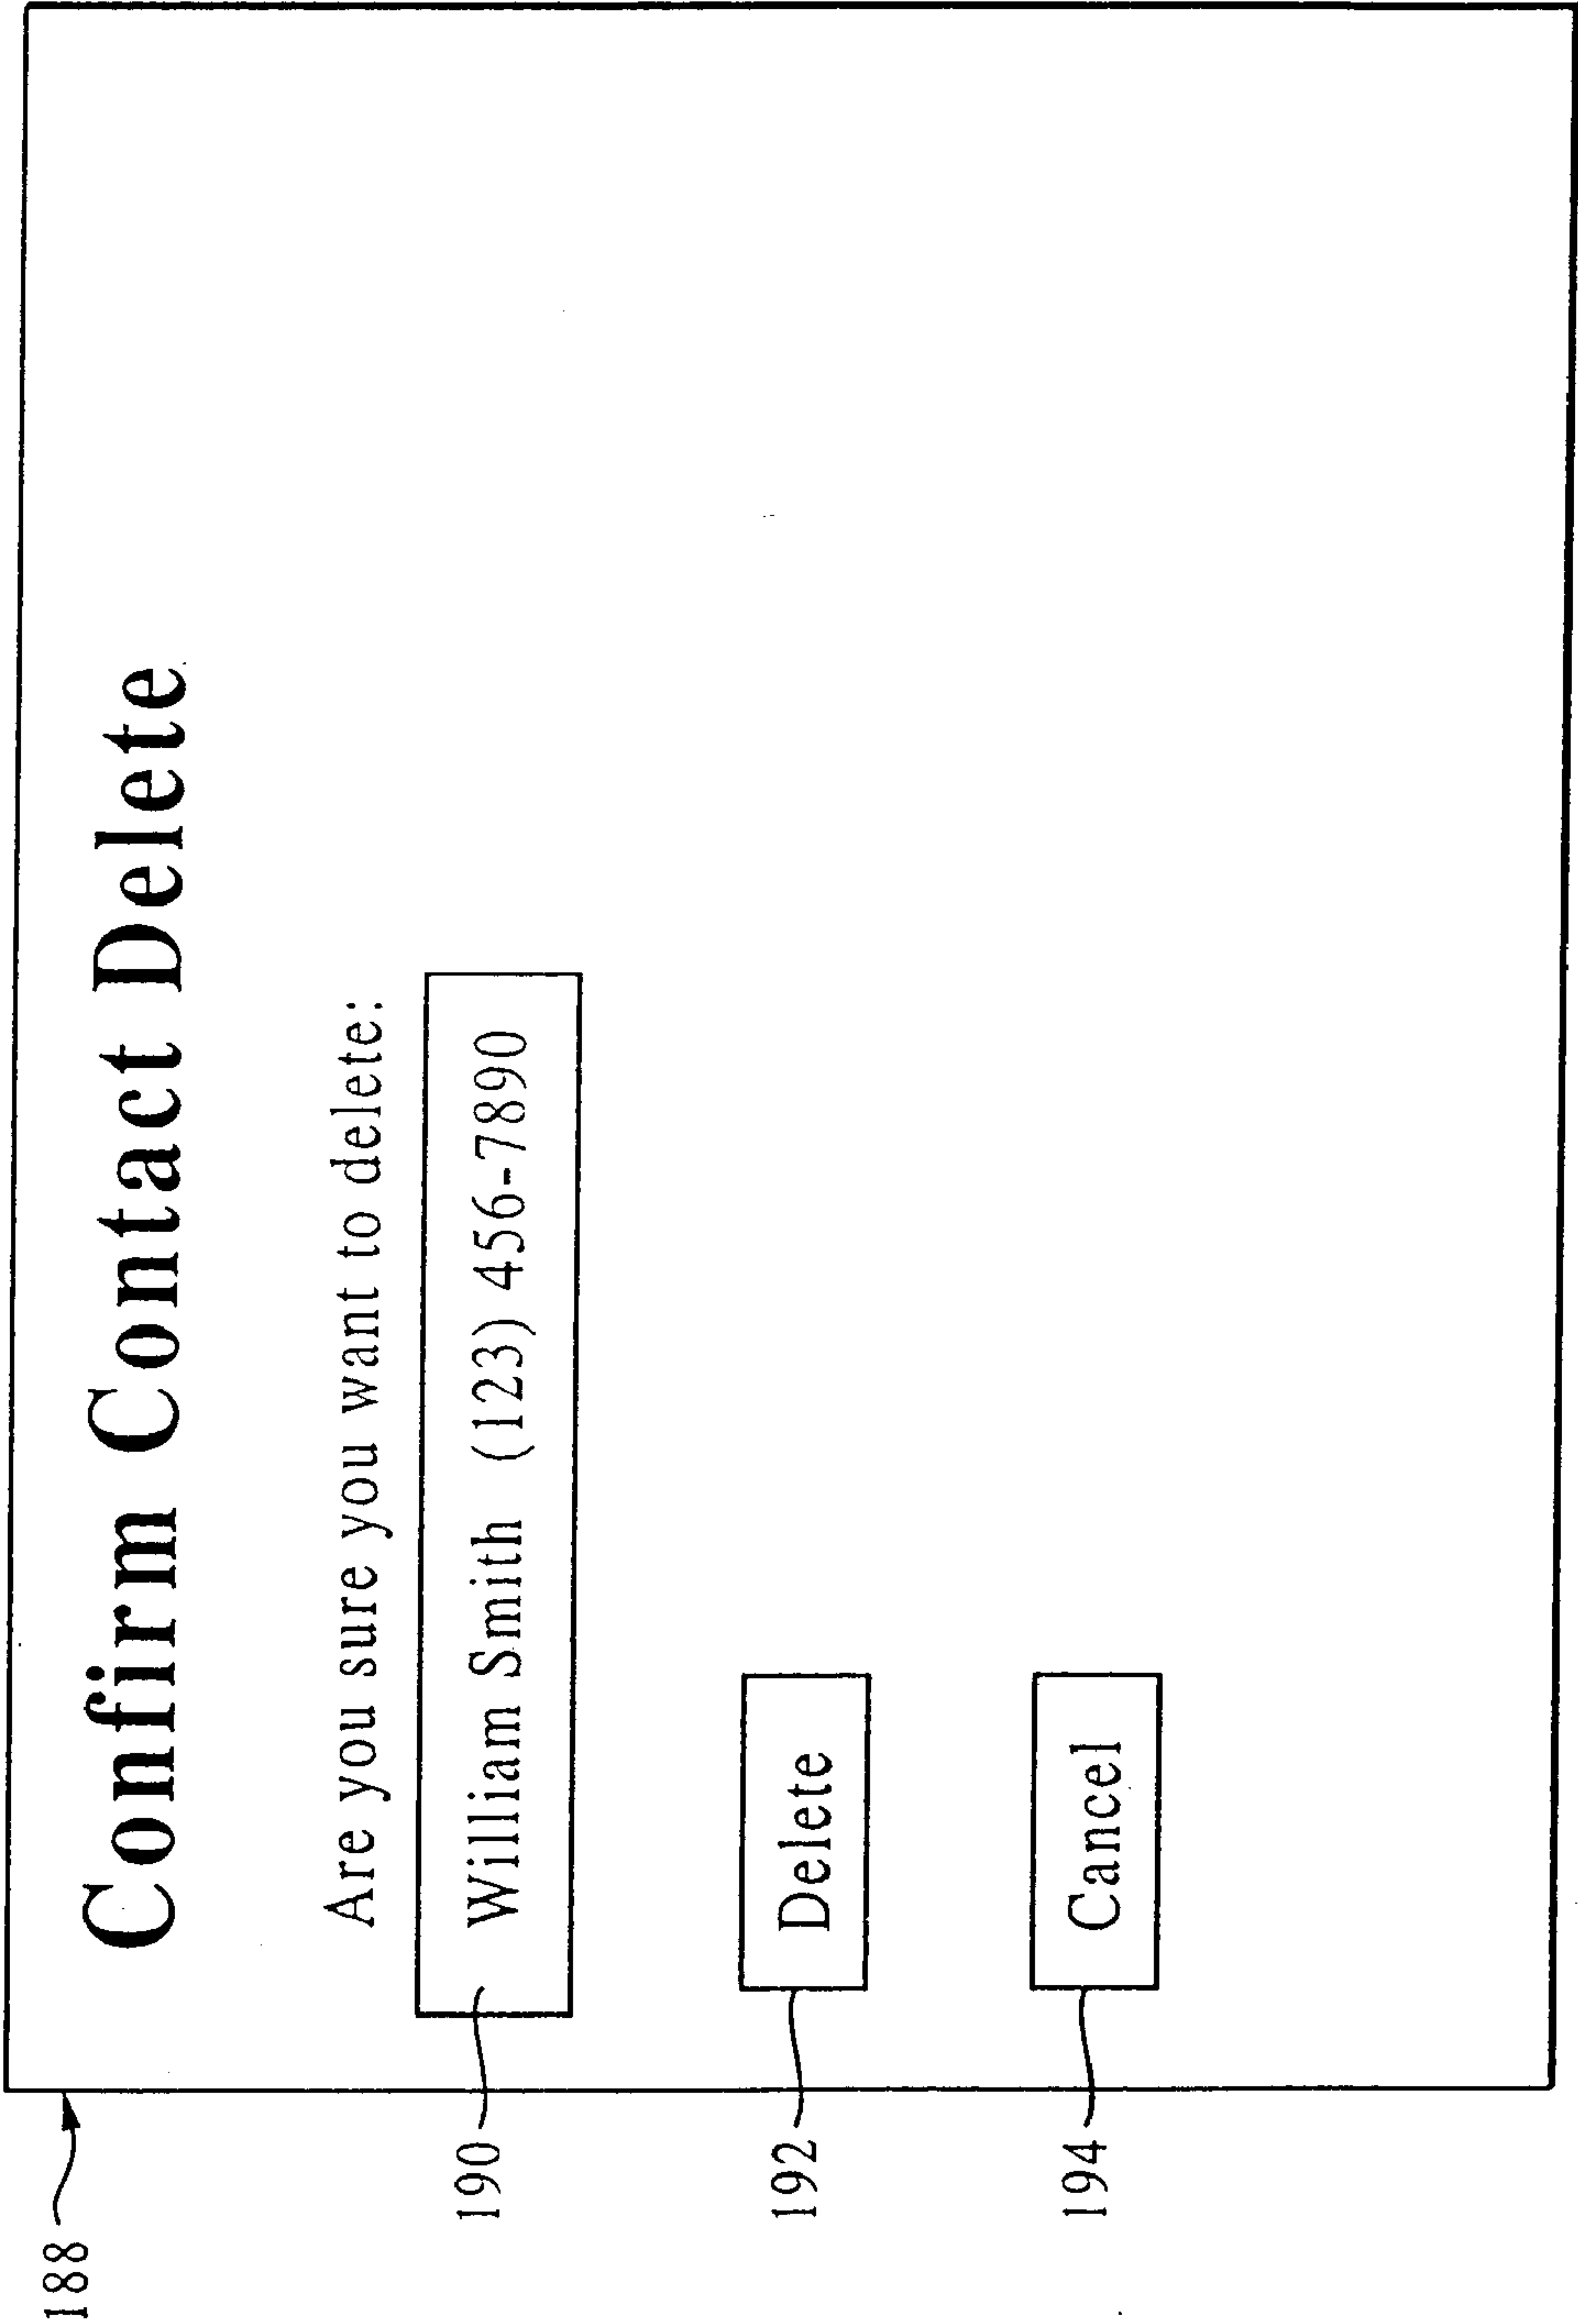 188
Confirm Contact Delete
Are you sure you want to delete:
190
William Smith (123) 456-7890
192
Delete
194
Cancel